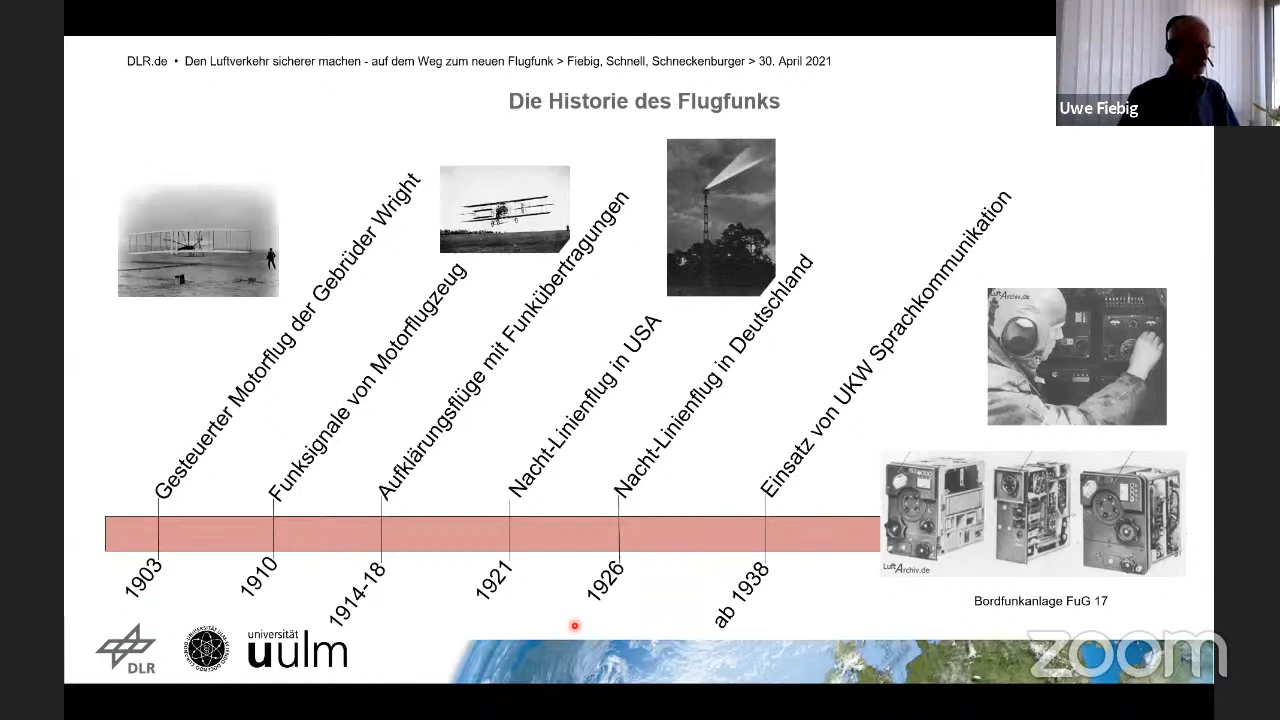 DLR.de • Den Luftverkehr sicherer machen - auf dem Weg zum neuen Flugfunk > Fiebig, Schnell, Schneckenburger > 30. April 2021
Uwe Fiebig
Die Historie des Flugfunks
Gesteuerter Motorflug der Gebrüder Wright
Funksignale von Motorflugzeug
Aufklärungsflüge mit Funkübertragungen
Nacht-Linienflug in USA
Nacht-Linienflug in Deutschland
Einsatz von UKW Sprachkommunikation
LuftArchiv.de
LuftArchiv.de
1903
1910
1914-18
1921
1926
ab 1938
Bordfunkanlage FuG 17
DLR
universität
uulm
zoom